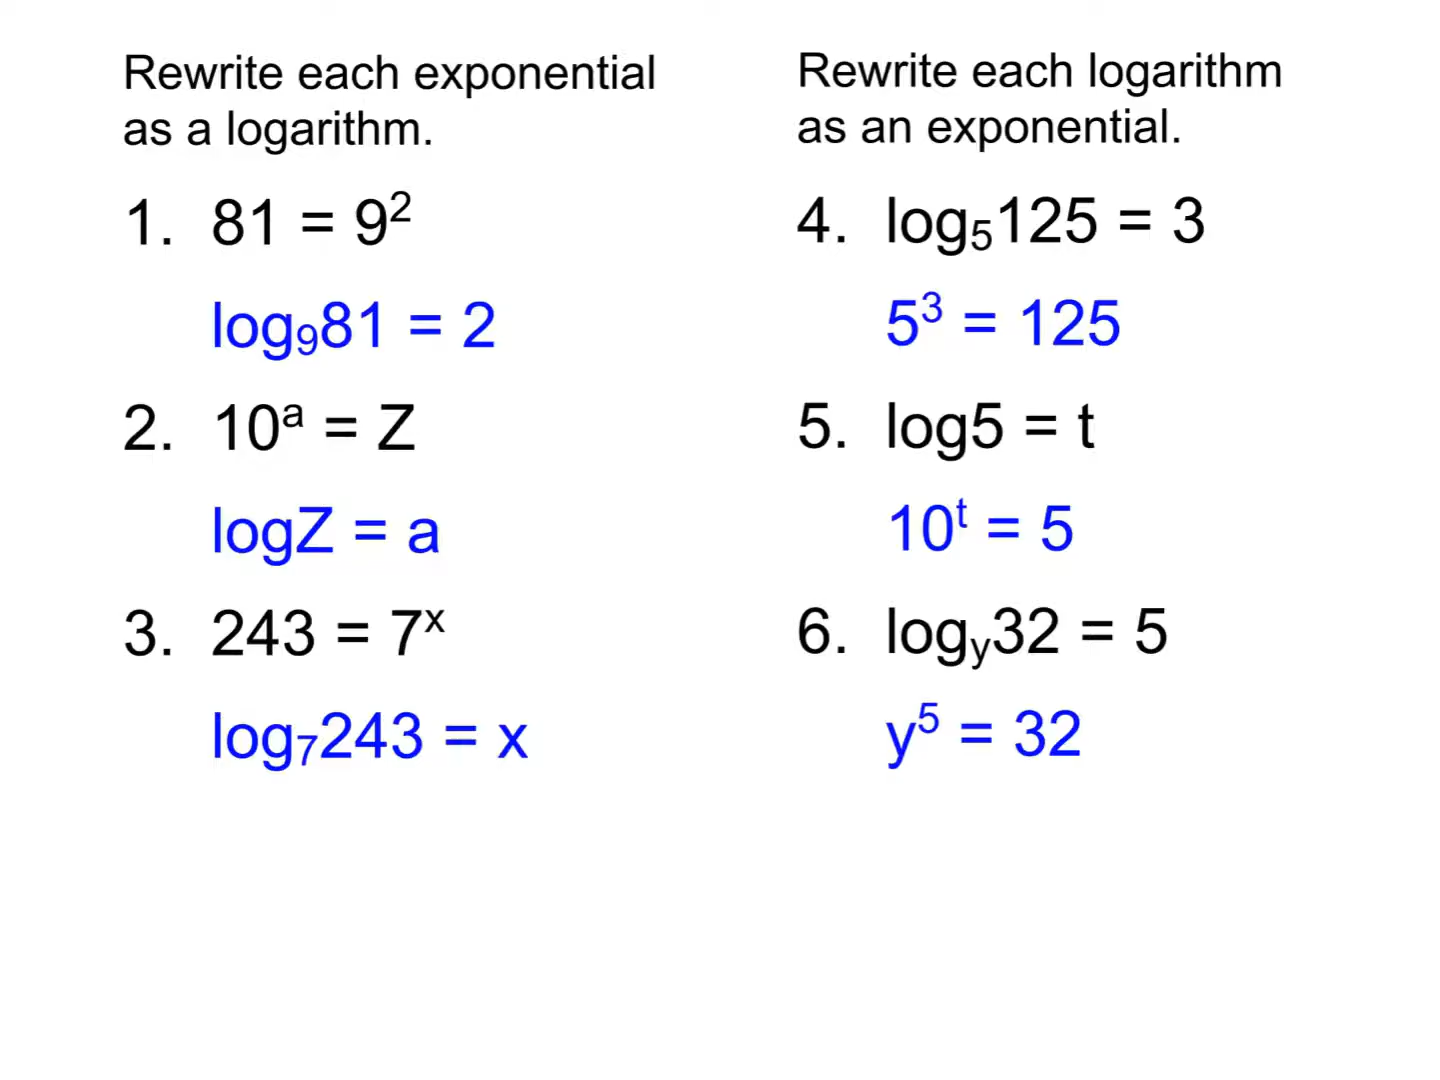 Rewrite each exponential
as a logarithm.
1. 81 = 9²
log₉81 = 2
2. 10ᵃ = Z
logZ = a
3. 243 = 7ˣ
log₇243 = x
Rewrite each logarithm
as an exponential.
4. log₅125 = 3
5³ = 125
5. log5 = t
10ᵗ = 5
6. logᵧ32 = 5
y⁵ = 32